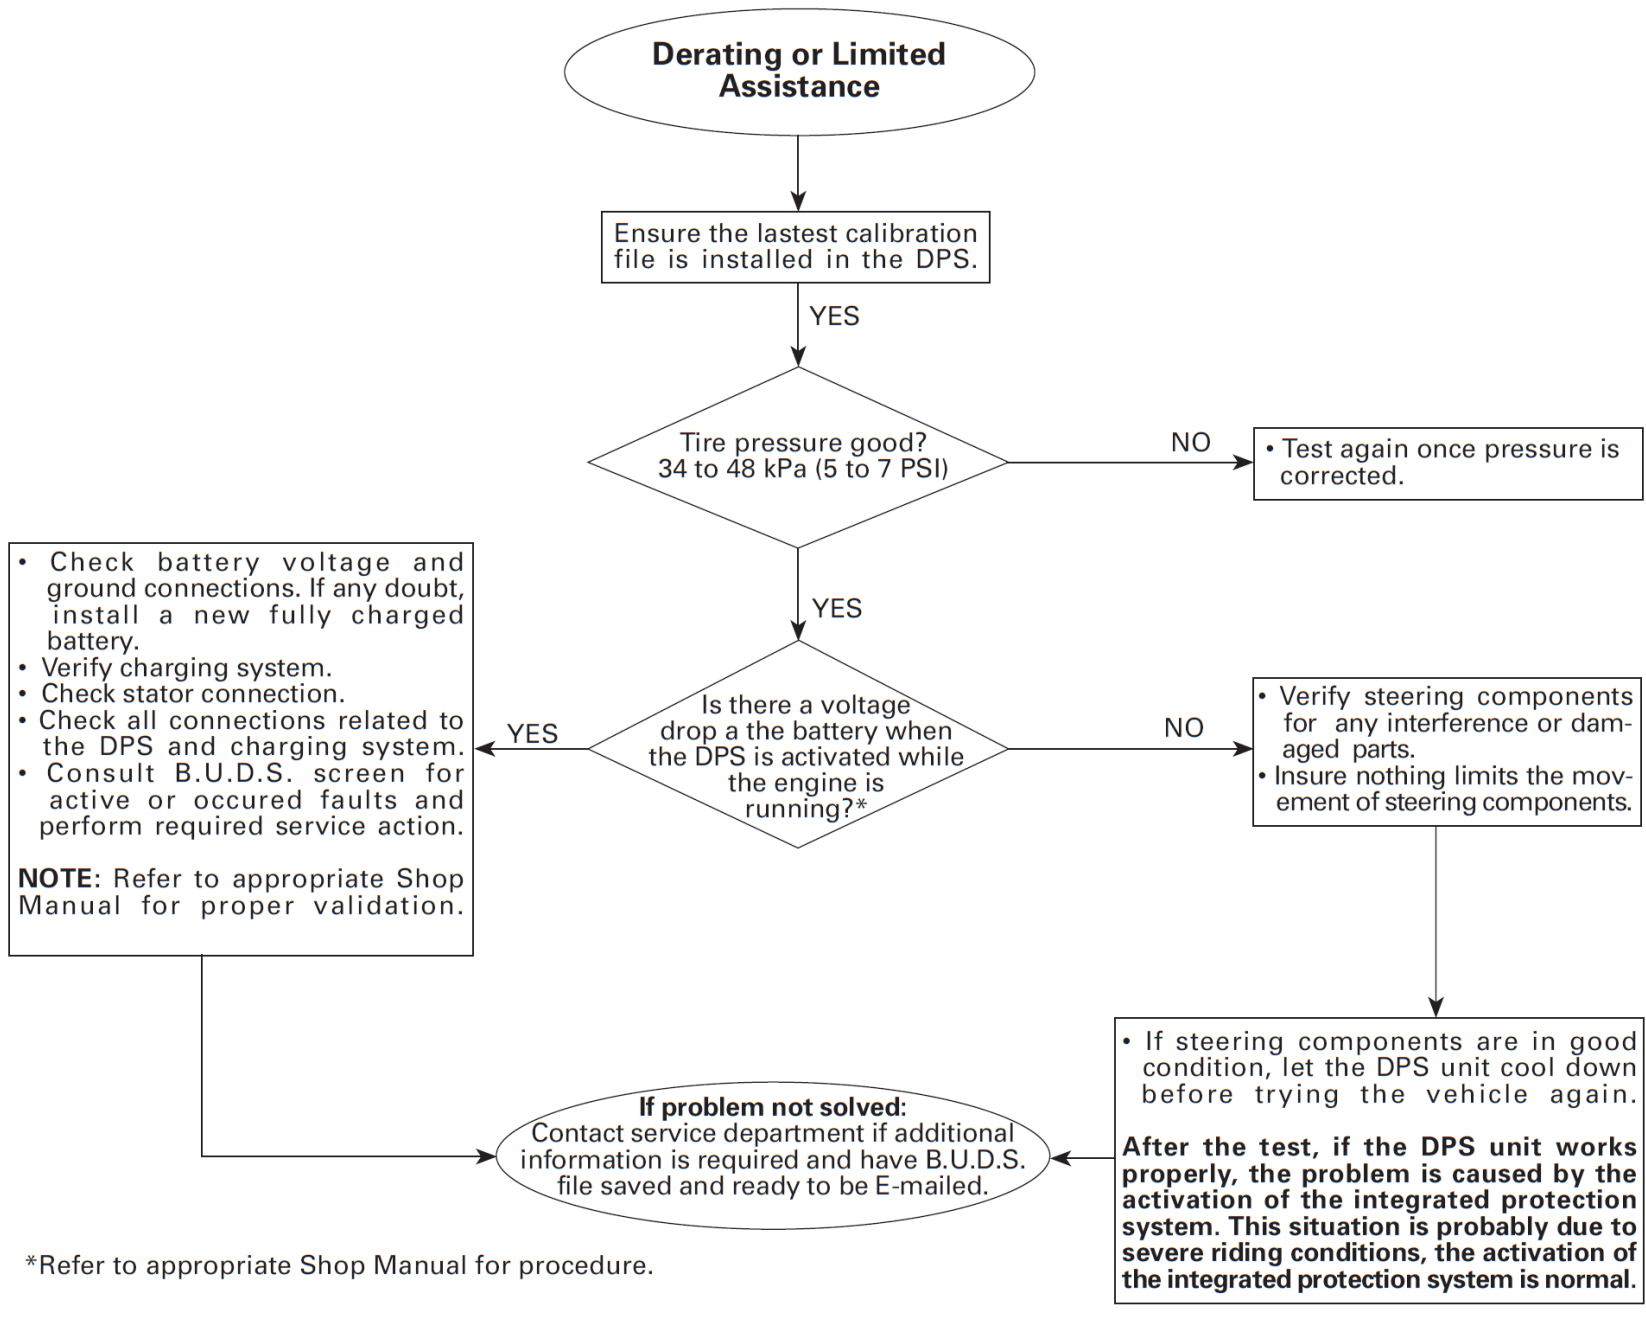 Derating or Limited
Assistance
Ensure the lastest calibration
file is installed in the DPS.
YES
Tire pressure good?
34 to 48 kPa (5 to 7 PSI)
NO
• Test again once pressure is
corrected.
YES
Is there a voltage
drop a the battery when
the DPS is activated while
the engine is
running?*
YES
• Check battery voltage and
ground connections. If any doubt,
install a new fully charged
battery.
• Verify charging system.
• Check stator connection.
• Check all connections related to
the DPS and charging system.
• Consult B.U.D.S. screen for
active or occured faults and
perform required service action.
NOTE: Refer to appropriate Shop
Manual for proper validation.
NO
• Verify steering components
for any interference or dam-
aged parts.
• Insure nothing limits the mov-
ement of steering components.
• If steering components are in good
condition, let the DPS unit cool down
before trying the vehicle again.
After the test, if the DPS unit works
properly, the problem is caused by the
activation of the integrated protection
system. This situation is probably due to
severe riding conditions, the activation of
the integrated protection system is normal.
If problem not solved:
Contact service department if additional
information is required and have B.U.D.S.
file saved and ready to be E-mailed.
*Refer to appropriate Shop Manual for procedure.